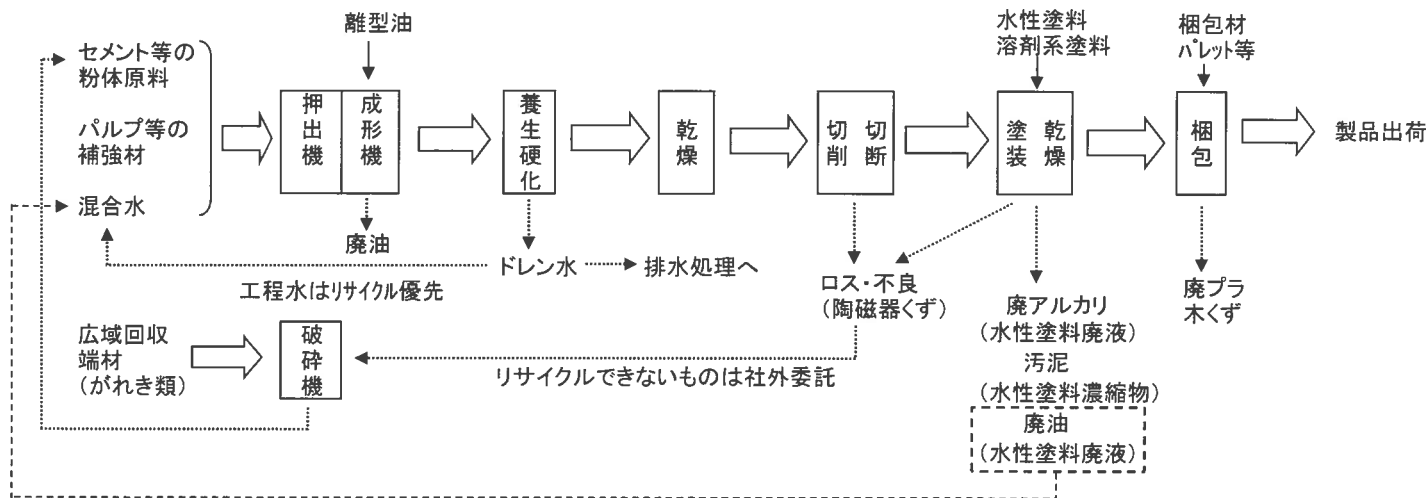 離型油
水性塗料
溶剤系塗料
梱包材
パレット等
セメント等の
粉体原料
パルプ等の
補強材
混合水
押出機
成形機
養生硬化
乾燥
切削
切断
塗装
乾燥
梱包
製品出荷
廃油
ドレン水
排水処理へ
工程水はリサイクル優先
ロス・不良
(陶磁器くず)
廃アルカリ
(水性塗料廃液)
汚泥
(水性塗料濃縮物)
廃油
(水性塗料廃液)
廃プラ
木くず
広域回収
端材
(がれき類)
破砕機
リサイクルできないものは社外委託